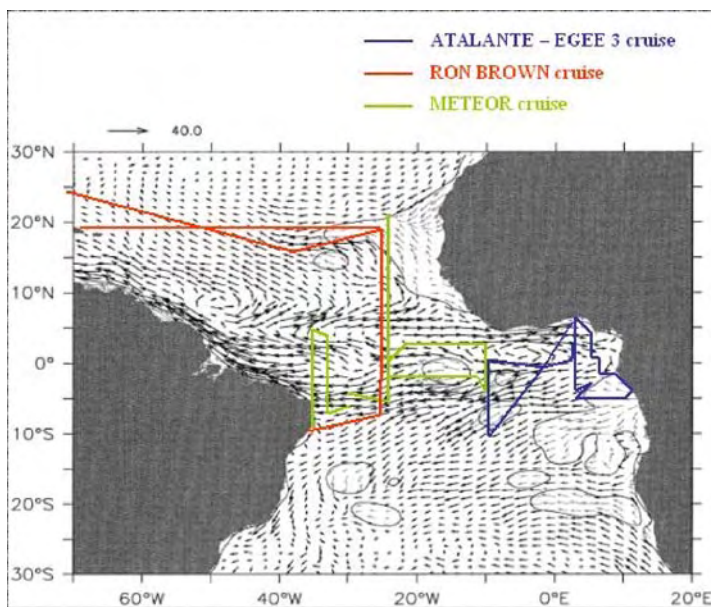 ATALANTE – EGEE 3 cruise
RON BROWN cruise
METEOR cruise
40.0
30°N
20°N
10°N
0°
10°S
20°S
30°S
60°W 40°W 20°W 0°E 20°E